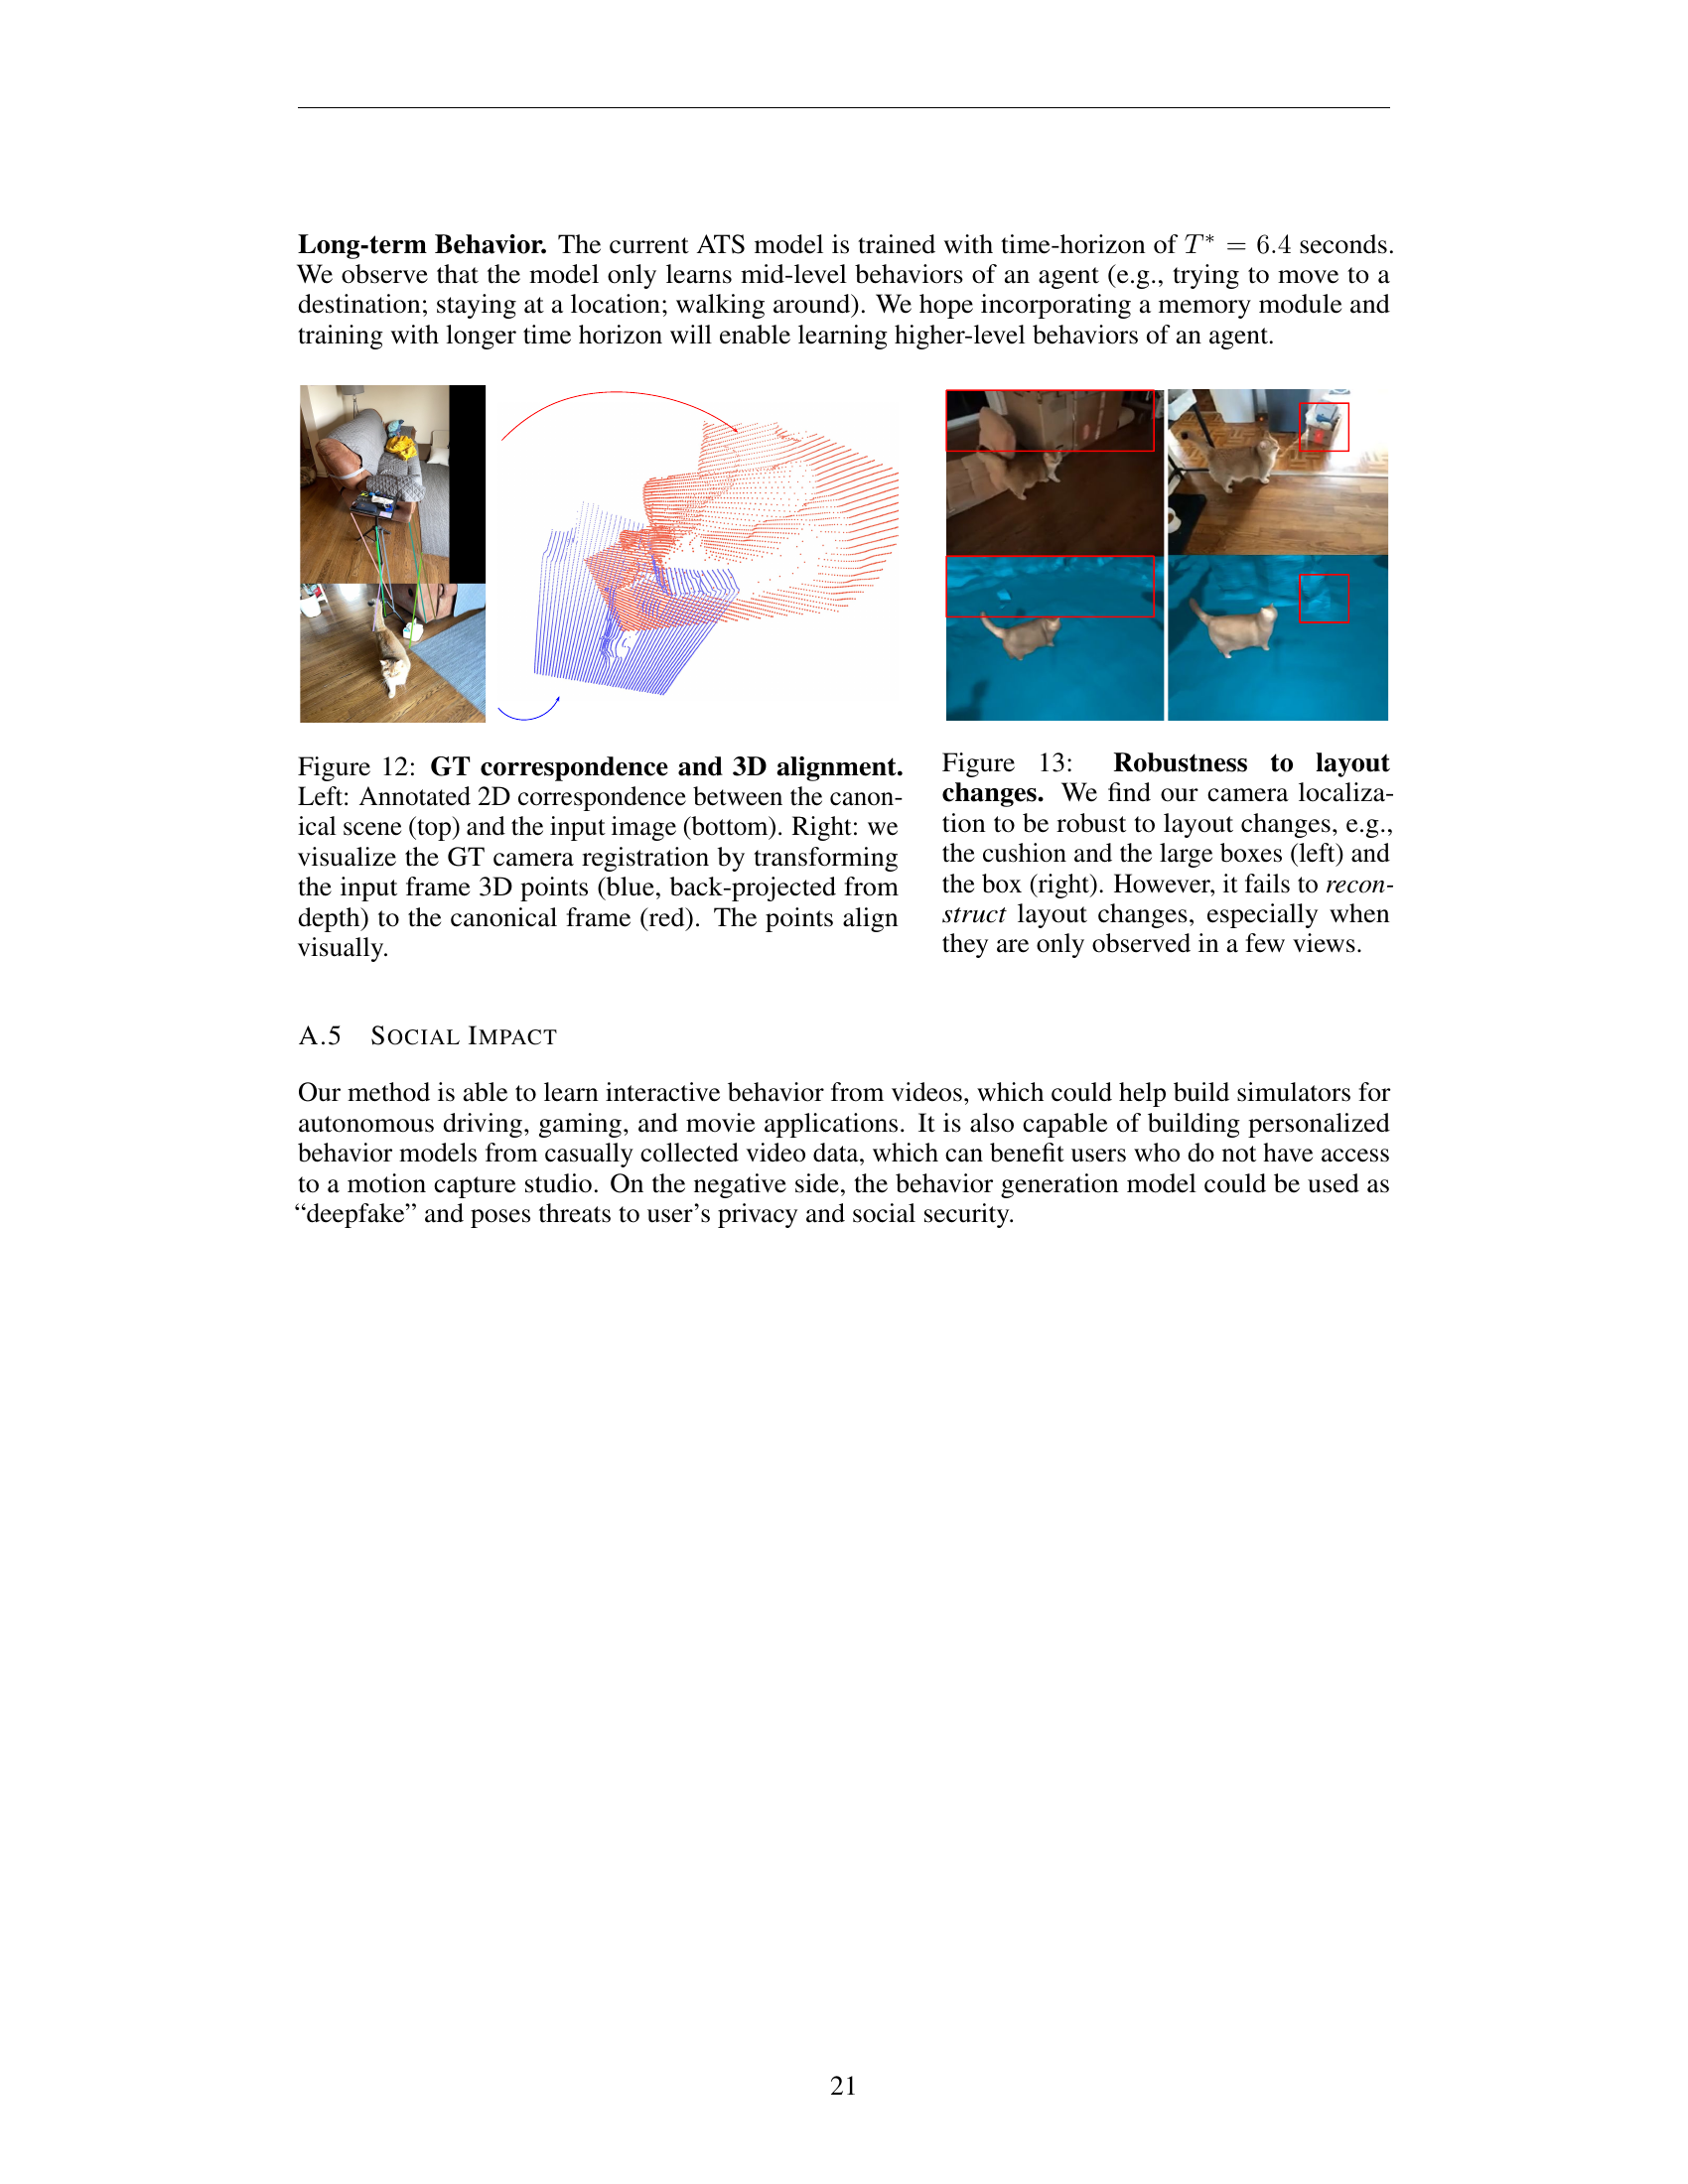 Long-term Behavior. The current ATS model is trained with time-horizon of T* = 6.4 seconds.
We observe that the model only learns mid-level behaviors of an agent (e.g., trying to move to a
destination; staying at a location; walking around). We hope incorporating a memory module and
training with longer time horizon will enable learning higher-level behaviors of an agent.
Figure 12: GT correspondence and 3D alignment.
Left: Annotated 2D correspondence between the canon-
ical scene (top) and the input image (bottom). Right: we
visualize the GT camera registration by transforming
the input frame 3D points (blue, back-projected from
depth) to the canonical frame (red). The points align
visually.
Figure 13: Robustness to layout
changes. We find our camera localiza-
tion to be robust to layout changes, e.g.,
the cushion and the large boxes (left) and
the box (right). However, it fails to recon-
struct layout changes, especially when
they are only observed in a few views.
A.5 SOCIAL IMPACT
Our method is able to learn interactive behavior from videos, which could help build simulators for
autonomous driving, gaming, and movie applications. It is also capable of building personalized
behavior models from casually collected video data, which can benefit users who do not have access
to a motion capture studio. On the negative side, the behavior generation model could be used as
“deepfake” and poses threats to user’s privacy and social security.
21